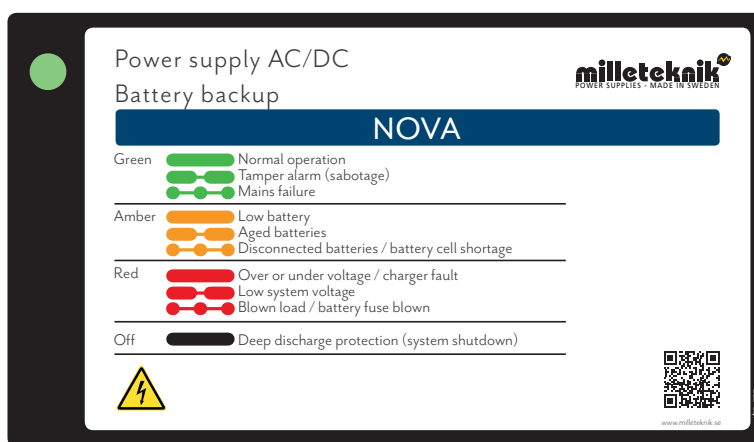 Power supply AC/DC
Battery backup
milleteknik
POWER SUPPLIES - MADE IN SWEDEN
NOVA
Green
Normal operation
Tamper alarm (sabotage)
Mains failure
Amber
Low battery
Aged batteries
Disconnected batteries / battery cell shortage
Red
Over or under voltage / charger fault
Low system voltage
Blown load / battery fuse blown
Off
Deep discharge protection (system shutdown)
www.milleteknik.se